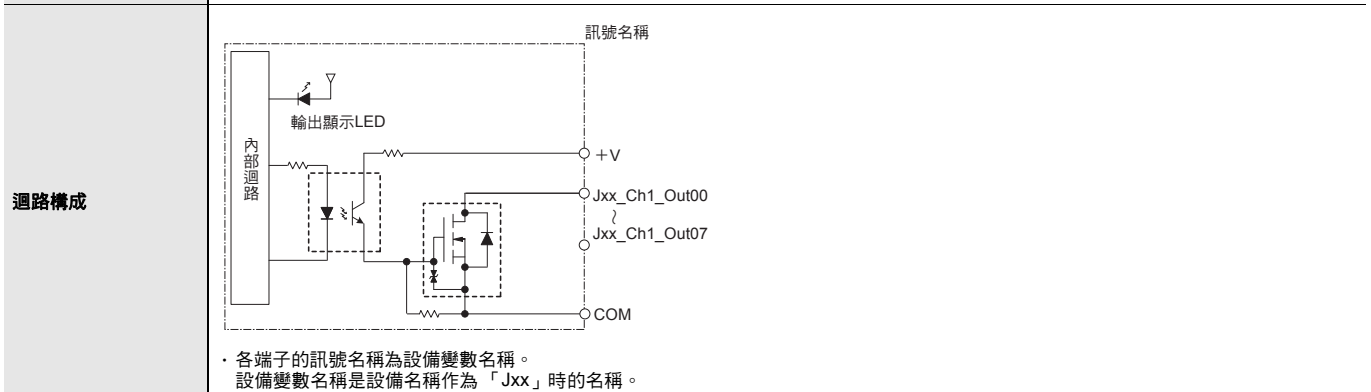 迴路構成
訊號名稱
輸出顯示LED
內部迴路
+V
Jxx_Ch1_Out00
~
Jxx_Ch1_Out07
COM
・各端子的訊號名稱為設備變數名稱。
設備變數名稱是設備名稱作為「Jxx」時的名稱。